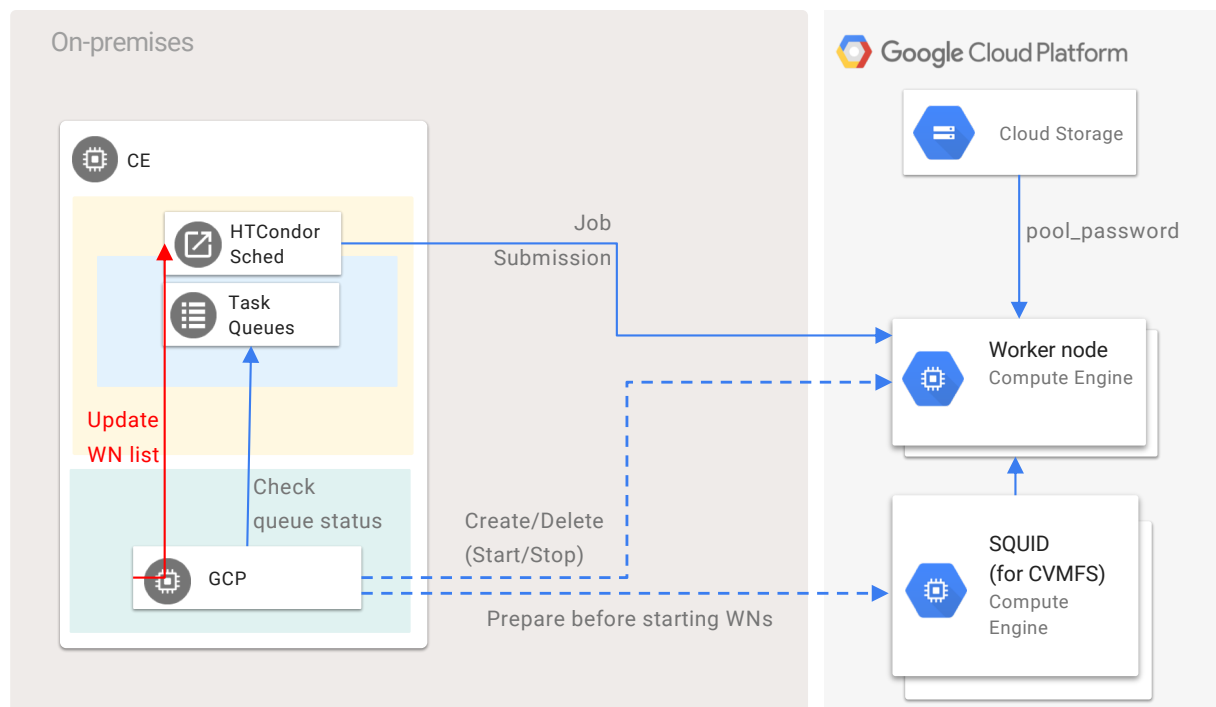 On-premises
Google Cloud Platform
Cloud Storage
CE
HTCondor
Sched
Job
Submission
pool_password
Task
Queues
Worker node
Compute Engine
Update
WN list
Check
queue status
Create/Delete
(Start/Stop)
GCP
Prepare before starting WNs
SQUID
(for CVMFS)
Compute
Engine